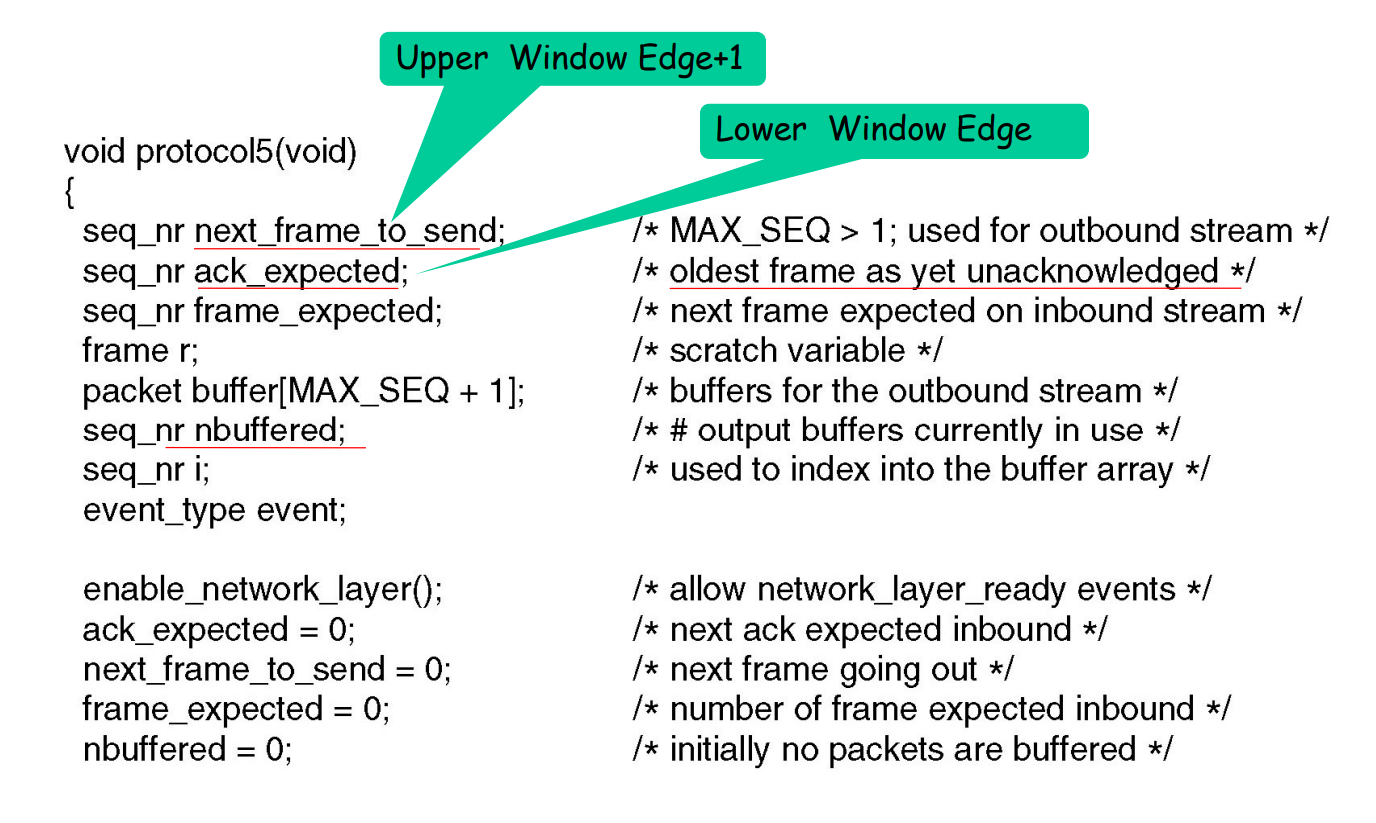 Upper Window Edge+1
Lower Window Edge
void protocol5(void)
{
seq_nr next_frame_to_send; /* MAX_SEQ > 1; used for outbound stream */
seq_nr ack_expected; /* oldest frame as yet unacknowledged */
seq_nr frame_expected; /* next frame expected on inbound stream */
frame r; /* scratch variable */
packet buffer[MAX_SEQ + 1]; /* buffers for the outbound stream */
seq_nr nbuffered; /* # output buffers currently in use */
seq_nr i; /* used to index into the buffer array */
event_type event;
enable_network_layer(); /* allow network_layer_ready events */
ack_expected = 0; /* next ack expected inbound */
next_frame_to_send = 0; /* next frame going out */
frame_expected = 0; /* number of frame expected inbound */
nbuffered = 0; /* initially no packets are buffered */